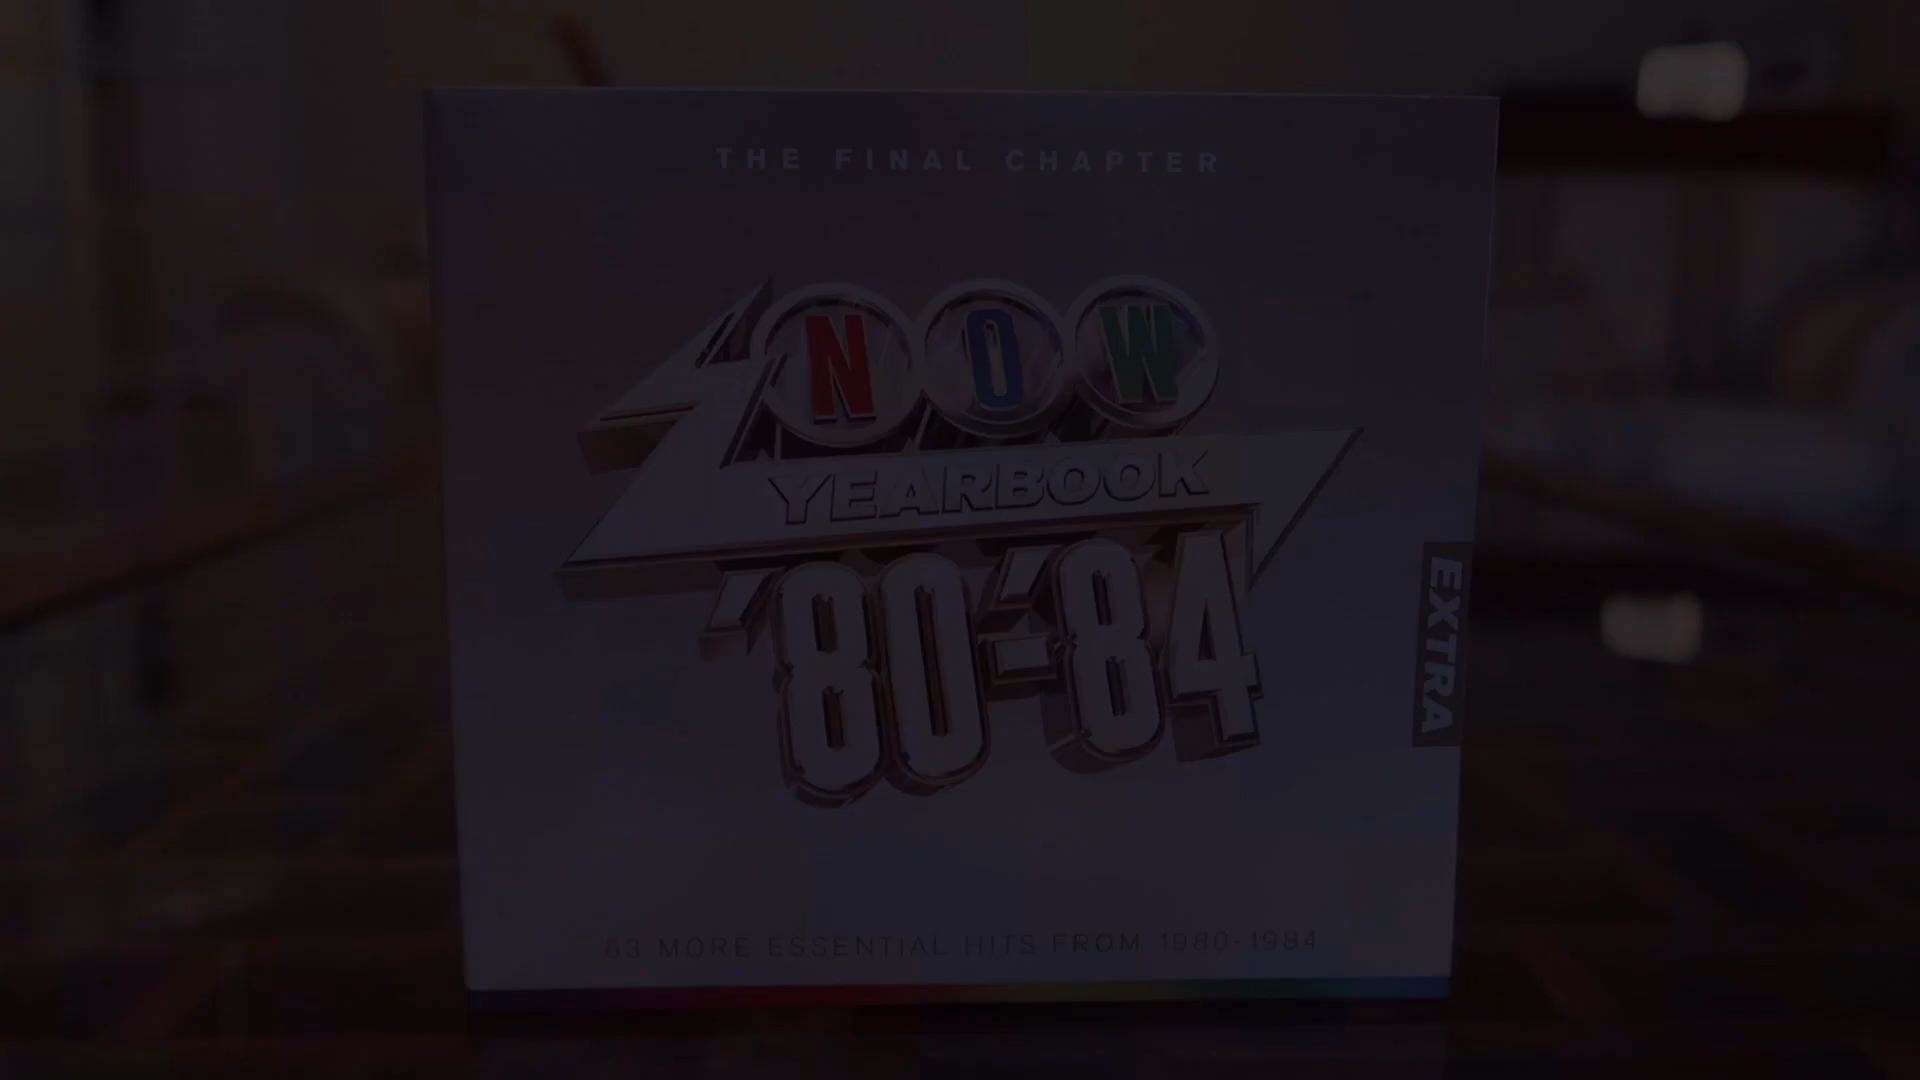 THE FINAL CHAPTER
NOW
YEARBOOK
'80-'84
EXTRA
63 MORE ESSENTIAL HITS FROM 1980-1984